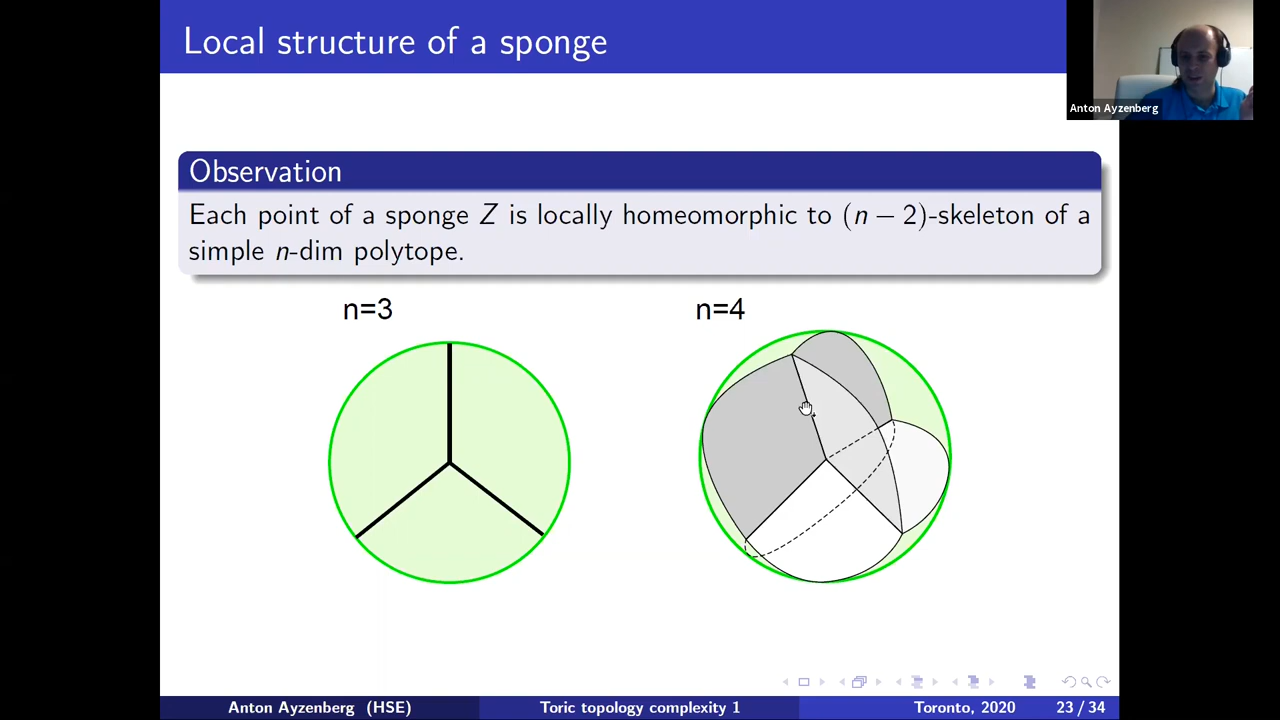 Local structure of a sponge
Anton Ayzenberg
Observation
Each point of a sponge Z is locally homeomorphic to (n − 2)-skeleton of a
simple n-dim polytope.
n=3
n=4
Anton Ayzenberg (HSE)
Toric topology complexity 1
Toronto, 2020
23 / 34